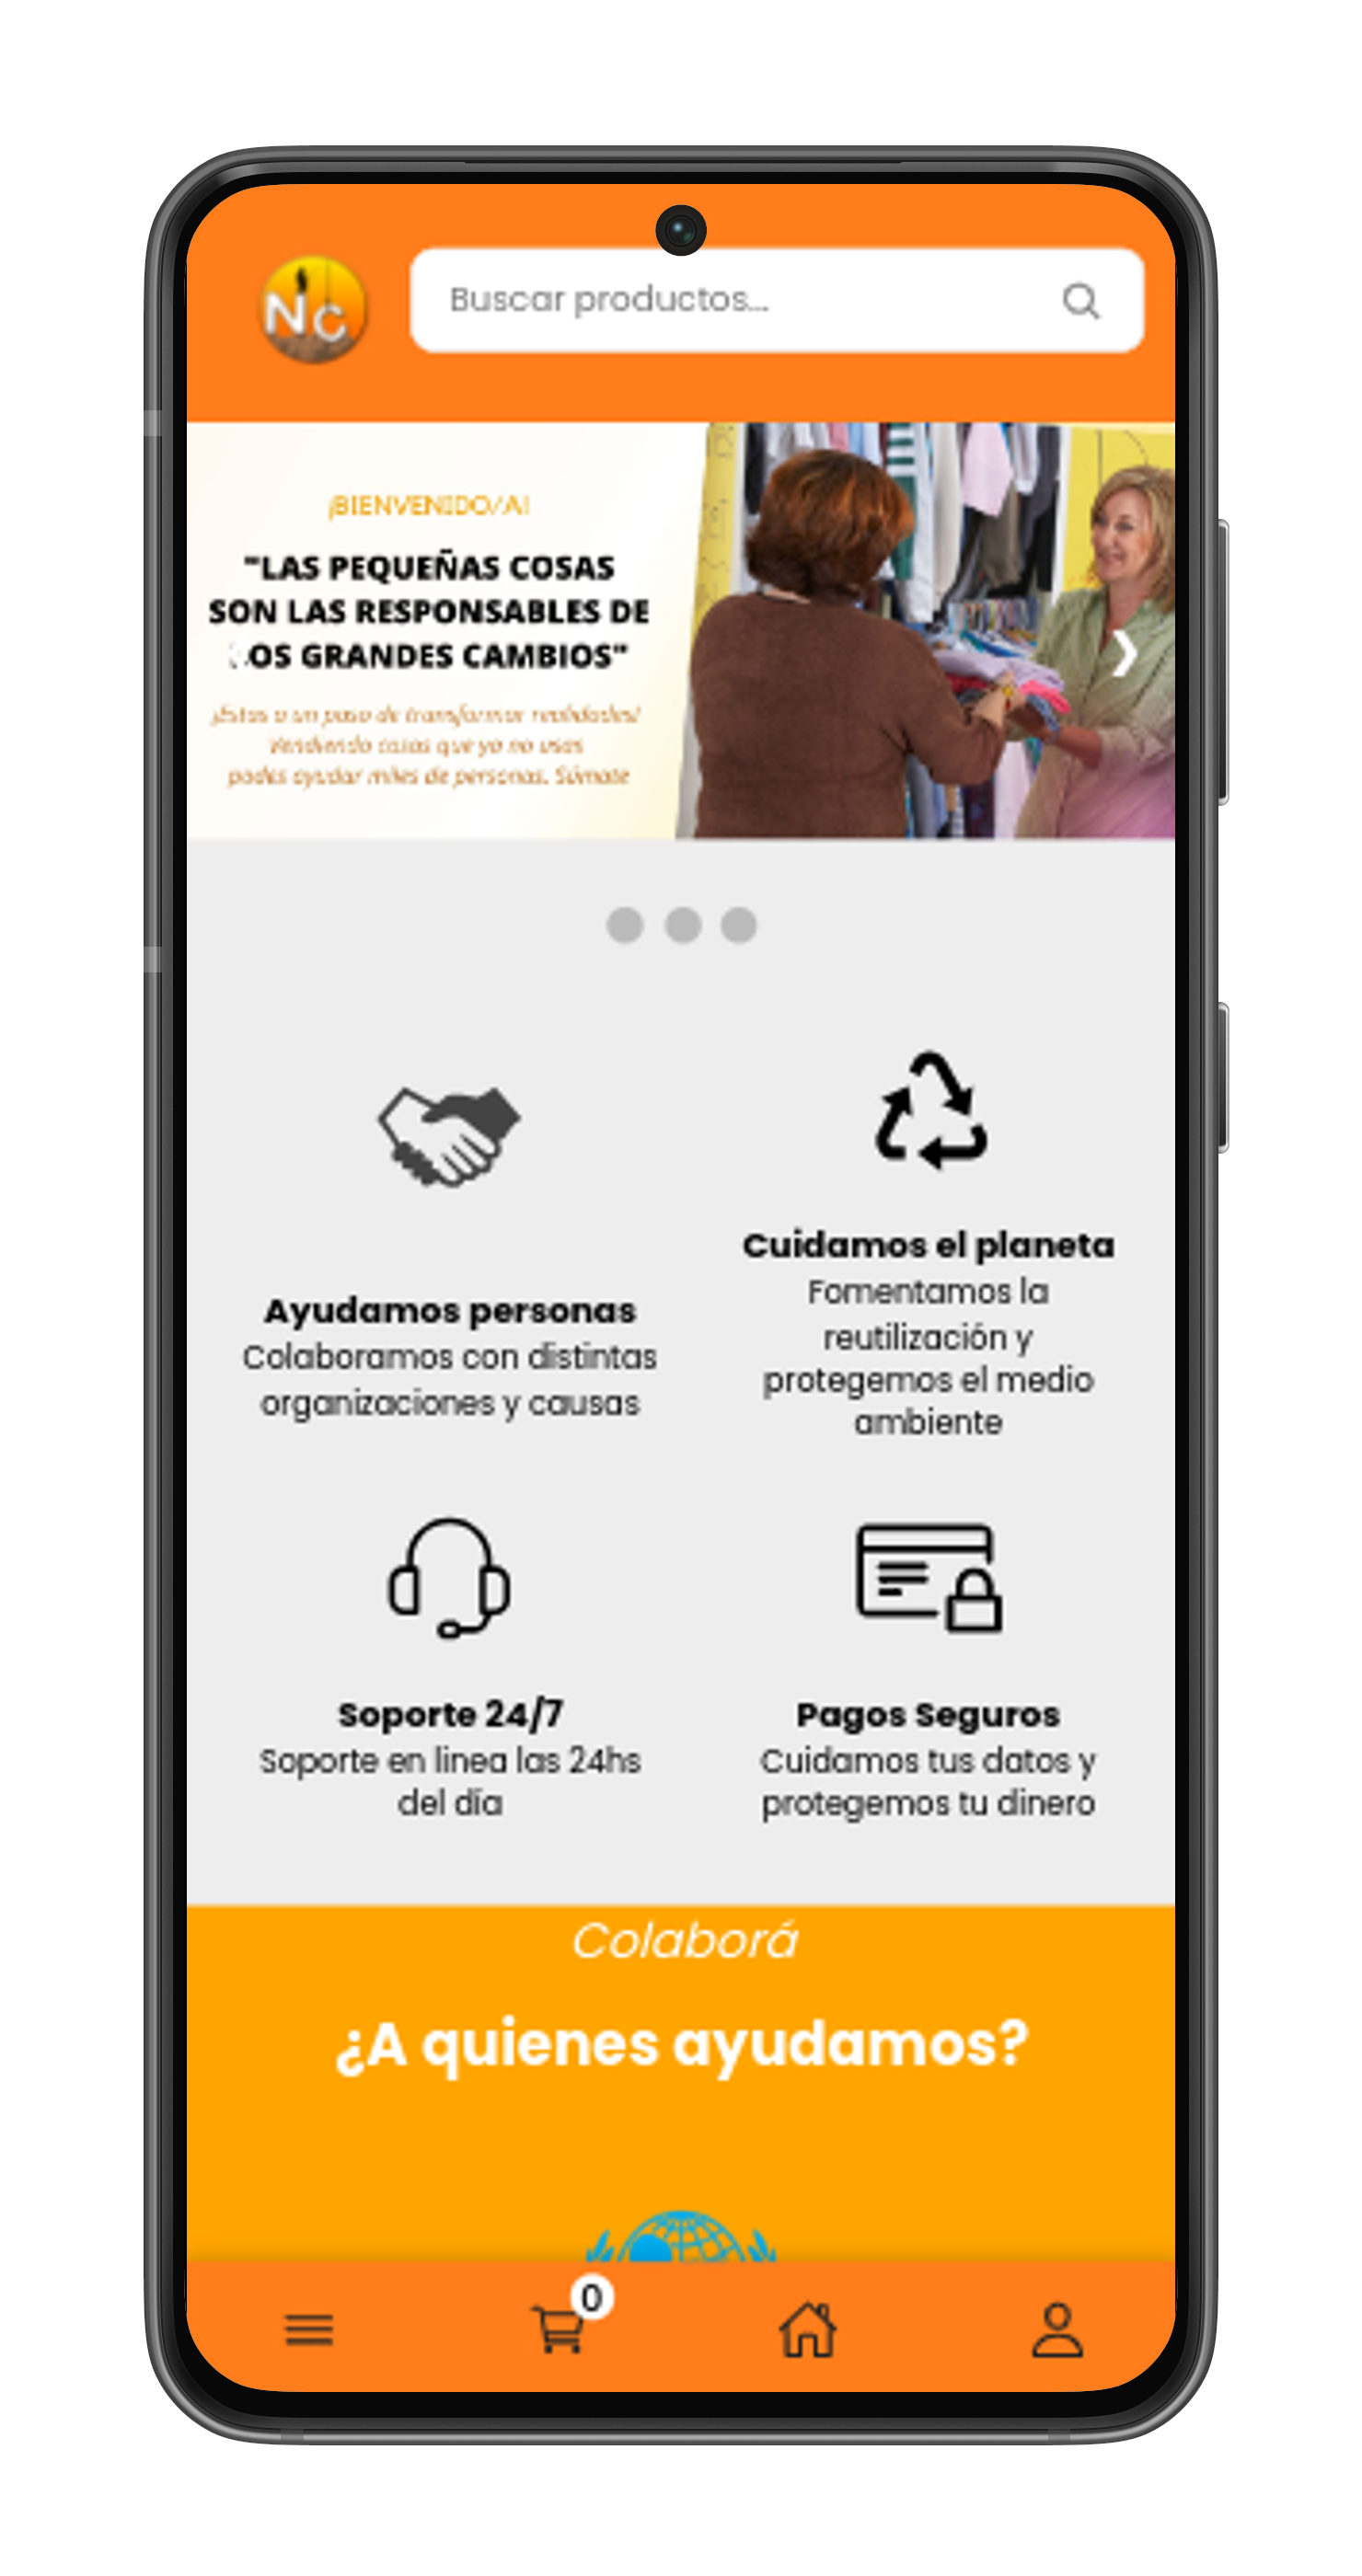 NC
Buscar productos...
¡BIENVENIDO/A!
"LAS PEQUEÑAS COSAS
SON LAS RESPONSABLES DE
LOS GRANDES CAMBIOS"
¡Estas a un paso de transformar realidades!
Vendiendo cosas que ya no usas
podes ayudar miles de personas. Súmate
Ayudamos personas
Colaboramos con distintas
organizaciones y causas
Cuidamos el planeta
Fomentamos la
reutilización y
protegemos el medio
ambiente
Soporte 24/7
Soporte en linea las 24hs
del día
Pagos Seguros
Cuidamos tus datos y
protegemos tu dinero
Colaborá
¿A quienes ayudamos?
0